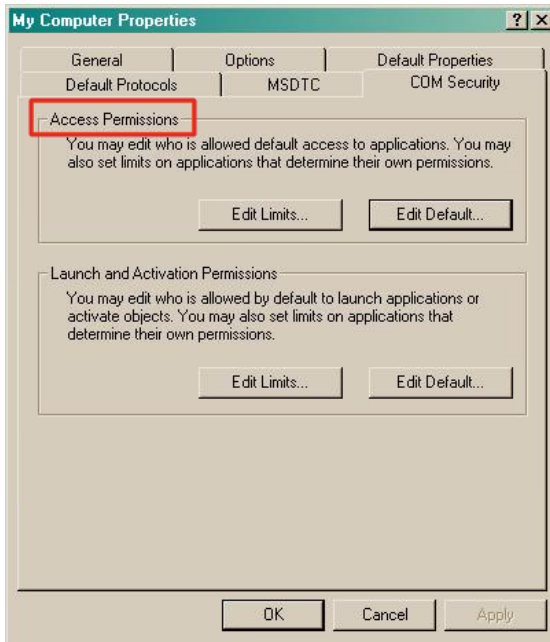 My Computer Properties
General Options Default Properties
Default Protocols MSDTC COM Security
Access Permissions
You may edit who is allowed default access to applications. You may
also set limits on applications that determine their own permissions.
Edit Limits... Edit Default...
Launch and Activation Permissions
You may edit who is allowed by default to launch applications or
activate objects. You may also set limits on applications that
determine their own permissions.
Edit Limits... Edit Default...
OK Cancel Apply